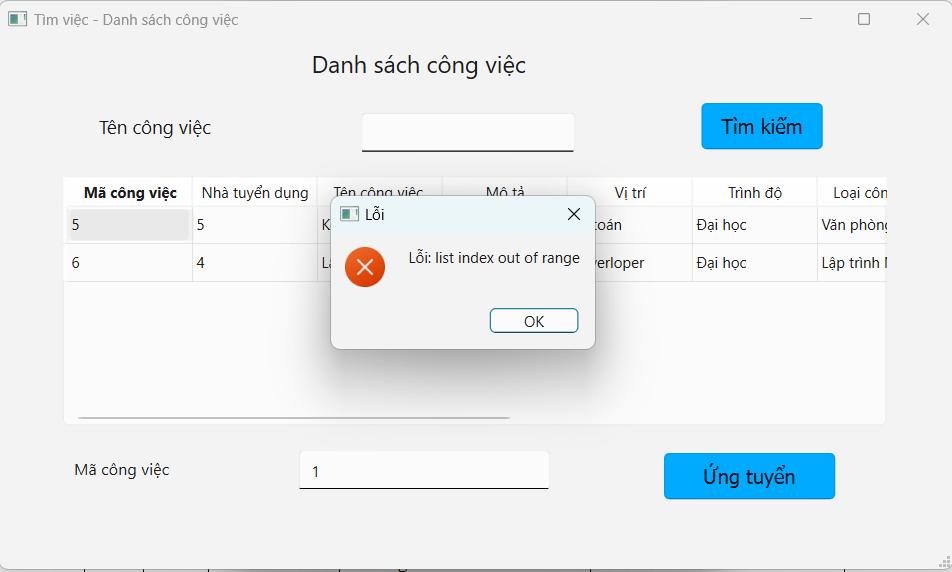 Tìm việc - Danh sách công việc
Danh sách công việc
Tên công việc
Tìm kiếm
Mã công việc Nhà tuyển dụng Tên công việc Mô tả Vị trí Trình độ Loại côn
Lỗi
5 5 K toán Đại học Văn phòng
6 4 verloper Đại học Lập trình
Lỗi: list index out of range
OK
Mã công việc
1
Ứng tuyển